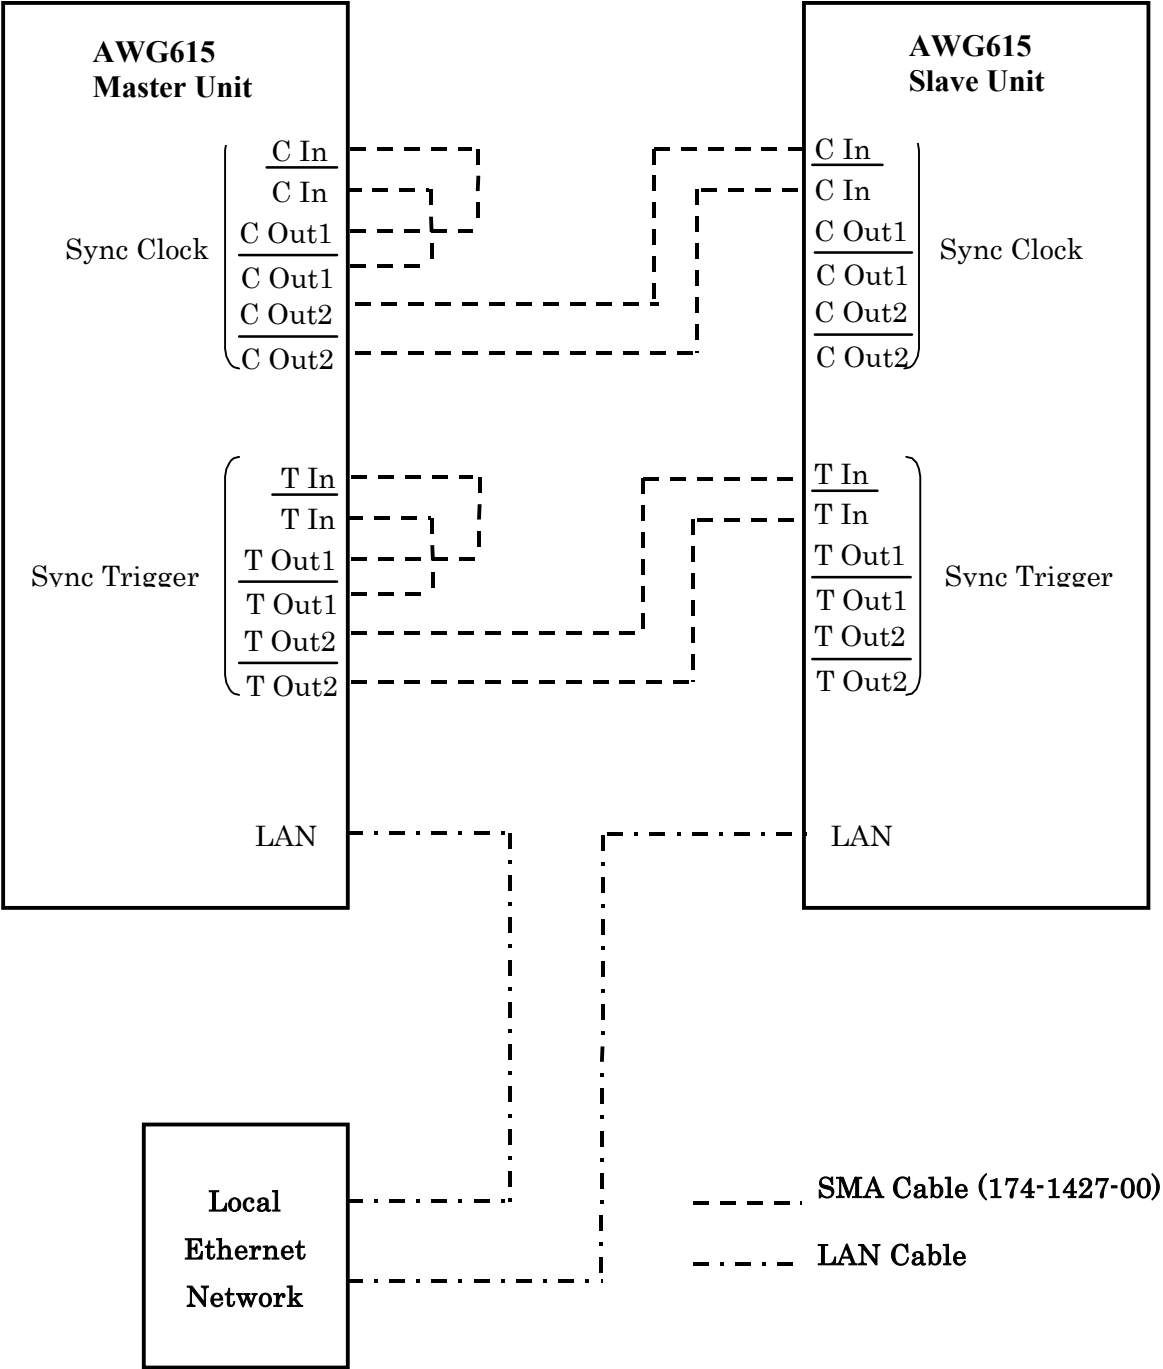 AWG615
Master Unit
C In
C In
C Out1
C Out1
C Out2
C Out2
Sync Clock
T In
T In
T Out1
T Out1
T Out2
T Out2
Sync Trigger
LAN
AWG615
Slave Unit
C In
C In
C Out1
C Out1
C Out2
C Out2
Sync Clock
T In
T In
T Out1
T Out1
T Out2
T Out2
Sync Trigger
LAN
Local
Ethernet
Network
SMA Cable (174-1427-00)
LAN Cable